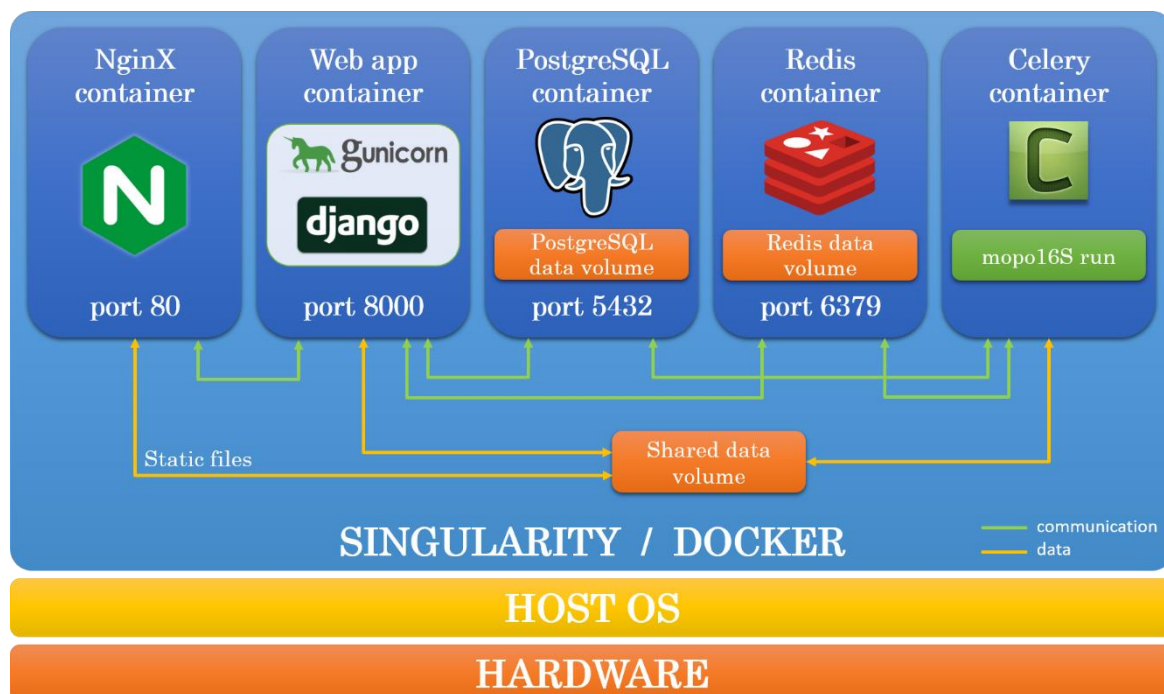 NginX
container
N
port 80
Web app
container
gunicorn
django
port 8000
PostgreSQL
container
PostgreSQL
data volume
port 5432
Redis
container
Redis data
volume
port 6379
Celery
container
C
mopo16S run
Static files
Shared data
volume
SINGULARITY / DOCKER
communication
data
HOST OS
HARDWARE